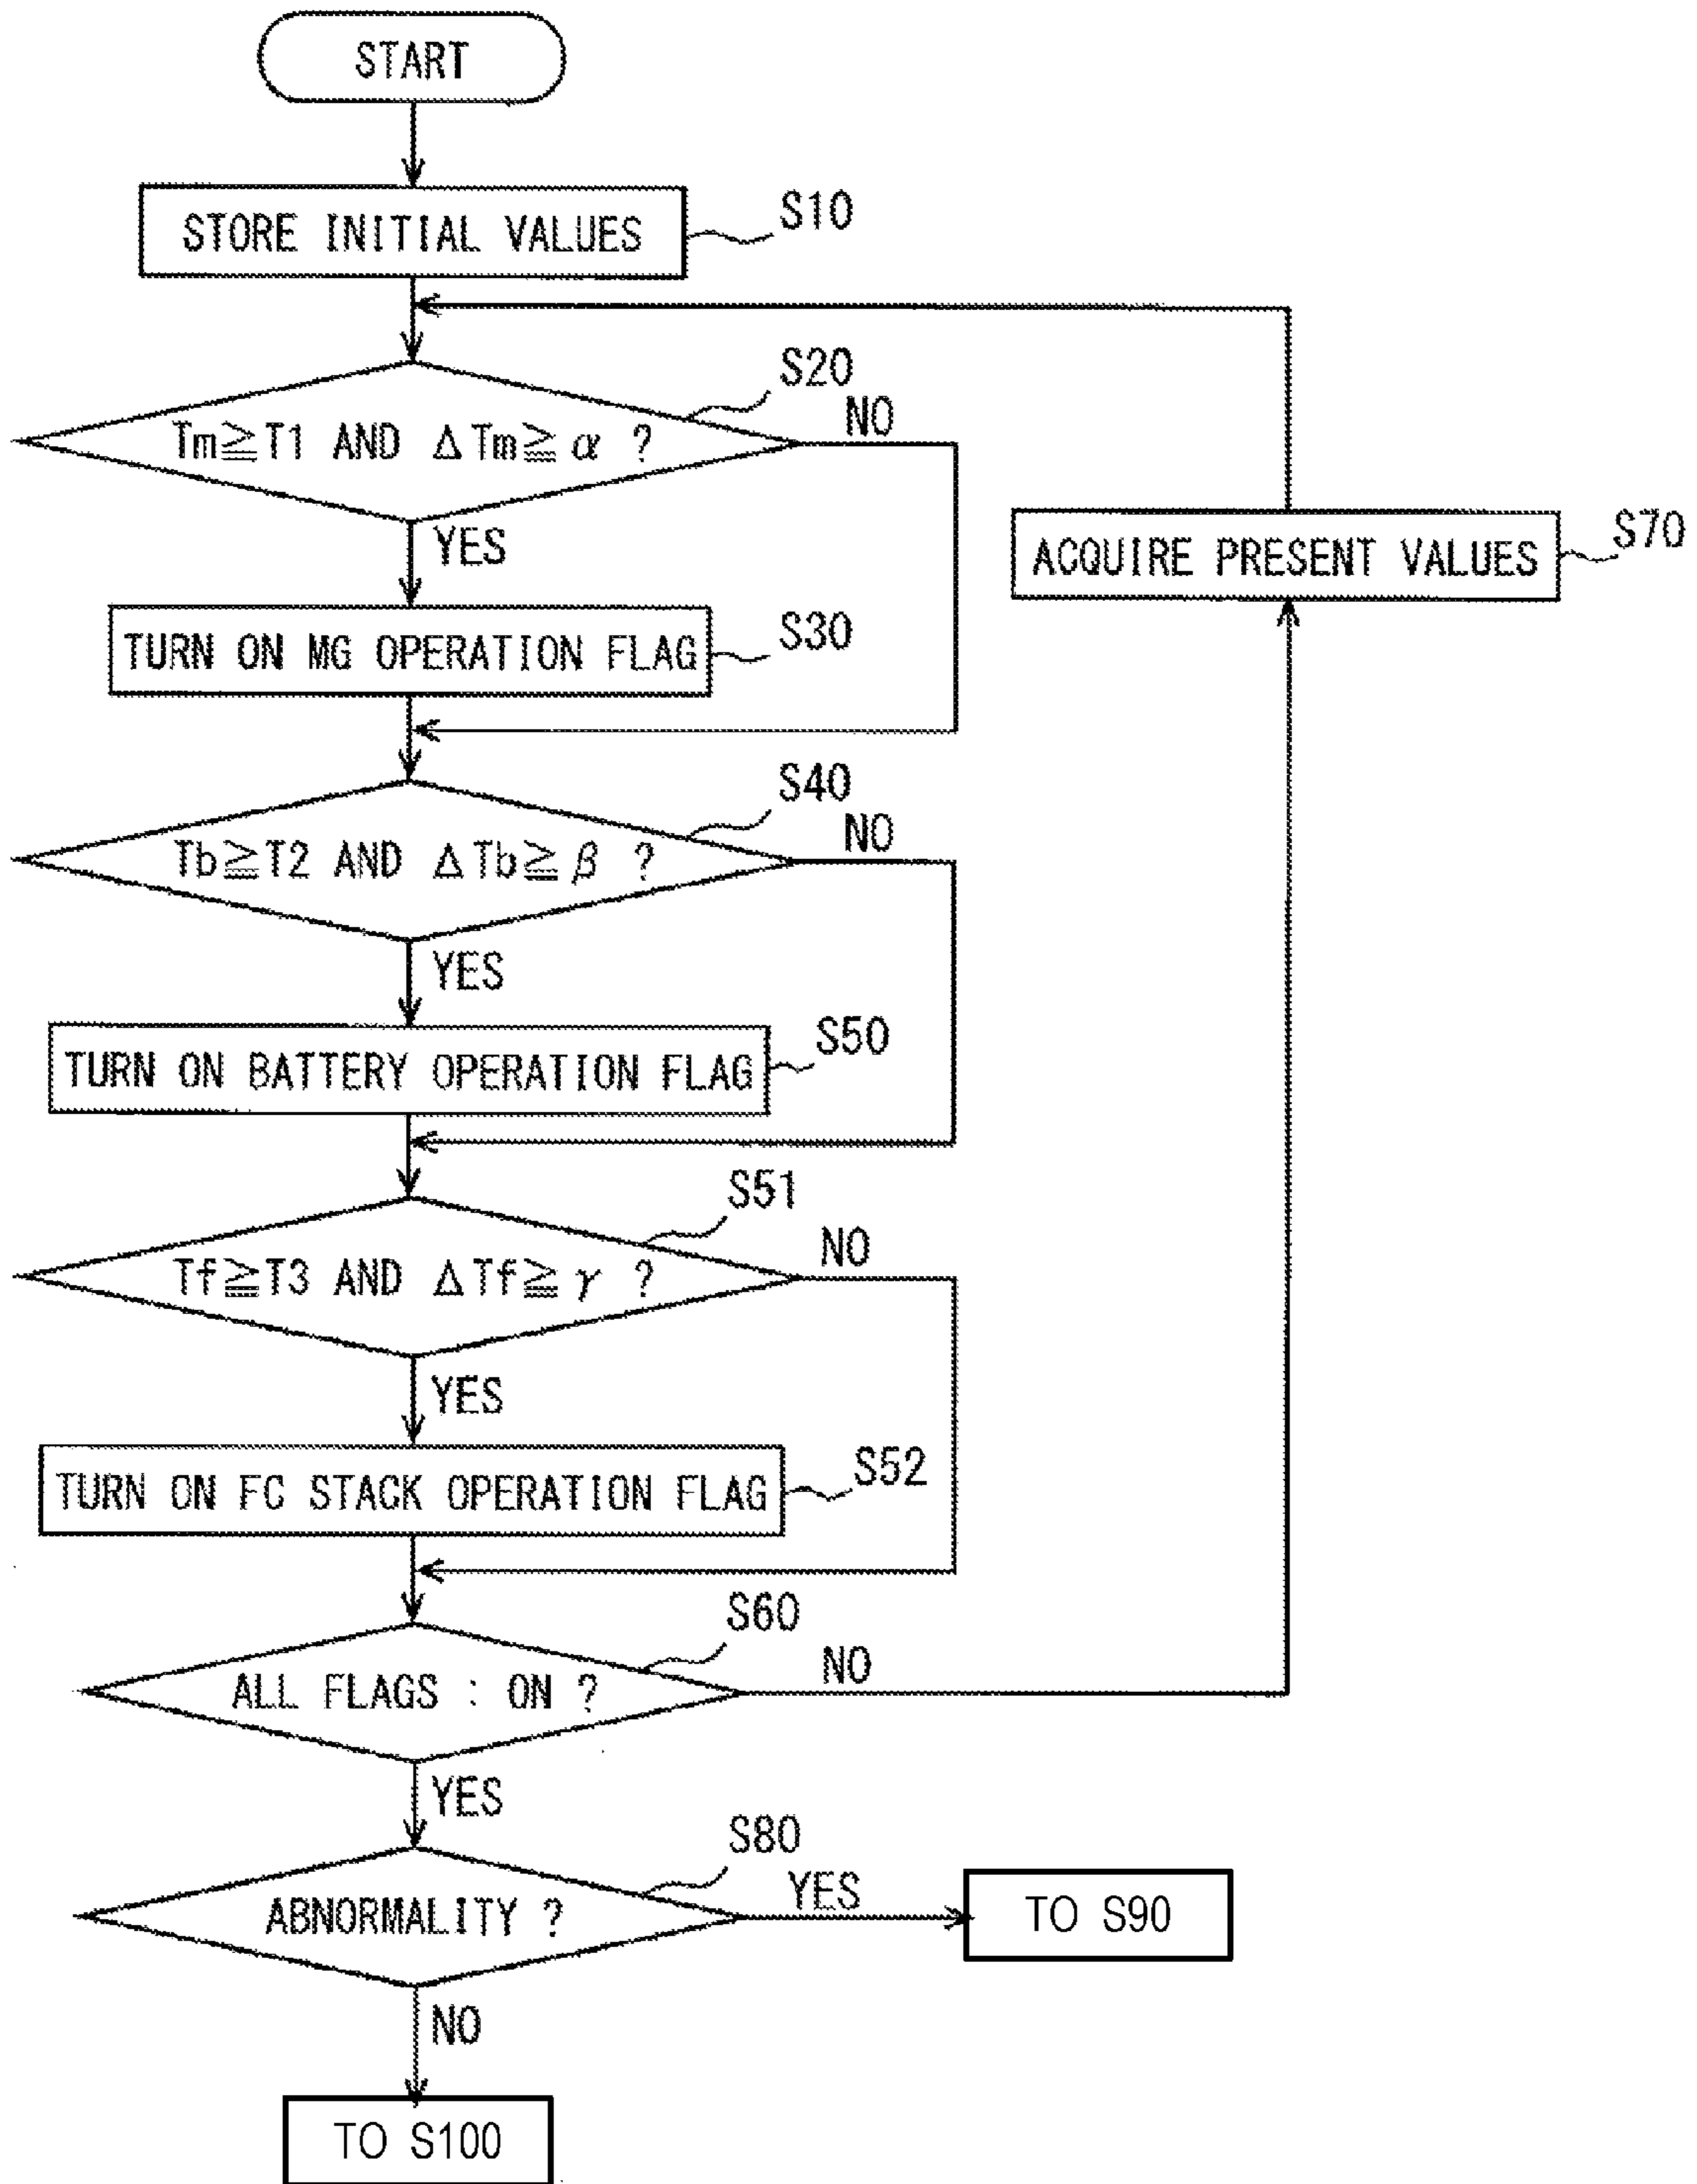 START
STORE INITIAL VALUES
S10
Tm≧T1 AND ΔTm≧α ?
S20
NO
YES
ACQUIRE PRESENT VALUES
S70
TURN ON MG OPERATION FLAG
S30
Tb≧T2 AND ΔTb≧β ?
S40
NO
YES
TURN ON BATTERY OPERATION FLAG
S50
Tf≧T3 AND ΔTf≧γ ?
S51
NO
YES
TURN ON FC STACK OPERATION FLAG
S52
ALL FLAGS : ON ?
S60
NO
YES
ABNORMALITY ?
S80
YES
TO S90
NO
TO S100